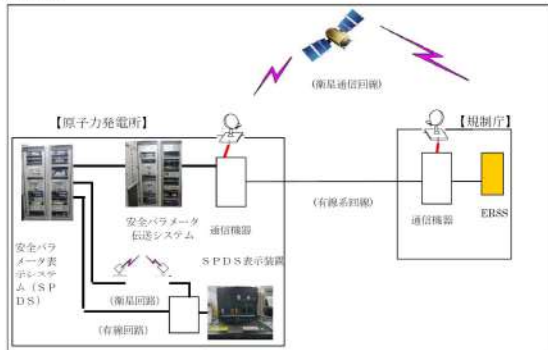 (衛星通信回線)
【原子力発電所】
【規制庁】
安全パラメータ
伝送システム
通信機器
(有線系回線)
通信機器
ERSS
安全パラメ
ータ表
示システ
ム(SP
DS)
SPDS表示装置
(衛星回路)
(有線回路)